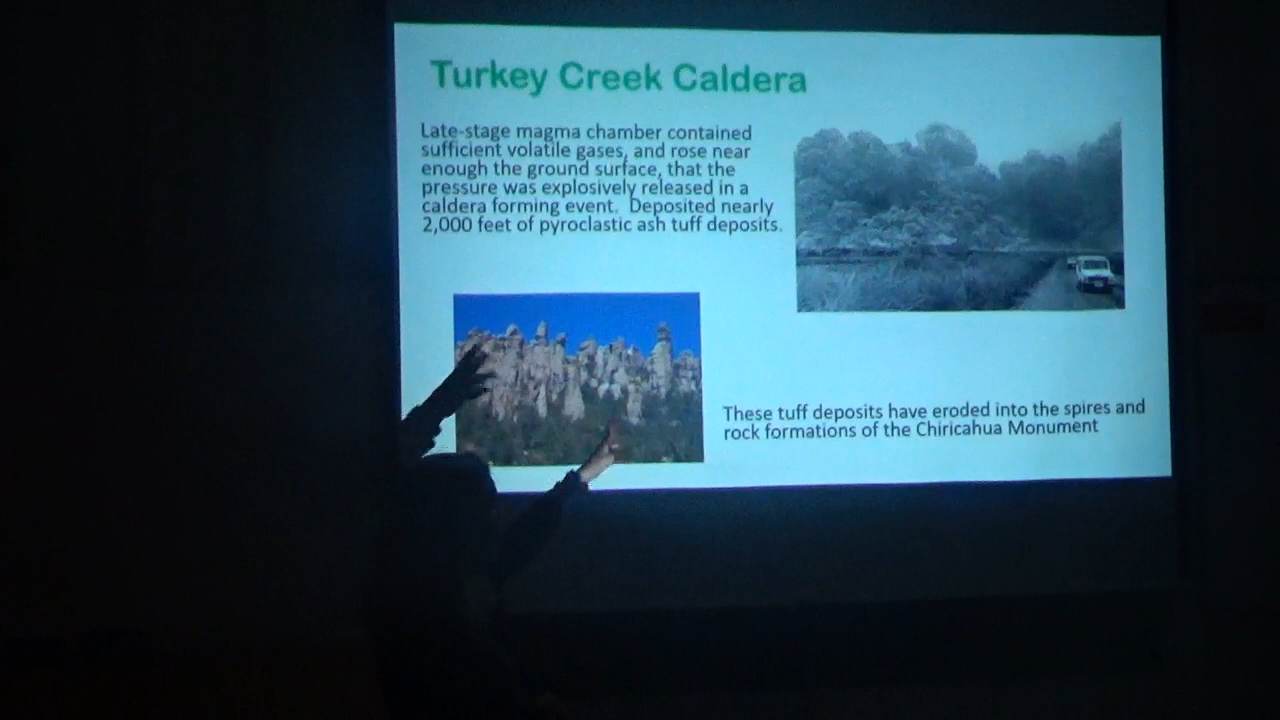 Turkey Creek Caldera
Late-stage magma chamber contained
sufficient volatile gases, and rose near
enough the ground surface, that the
pressure was explosively released in a
caldera forming event.  Deposited nearly
2,000 feet of pyroclastic ash tuff deposits.
These tuff deposits have eroded into the spires and
rock formations of the Chiricahua Monument